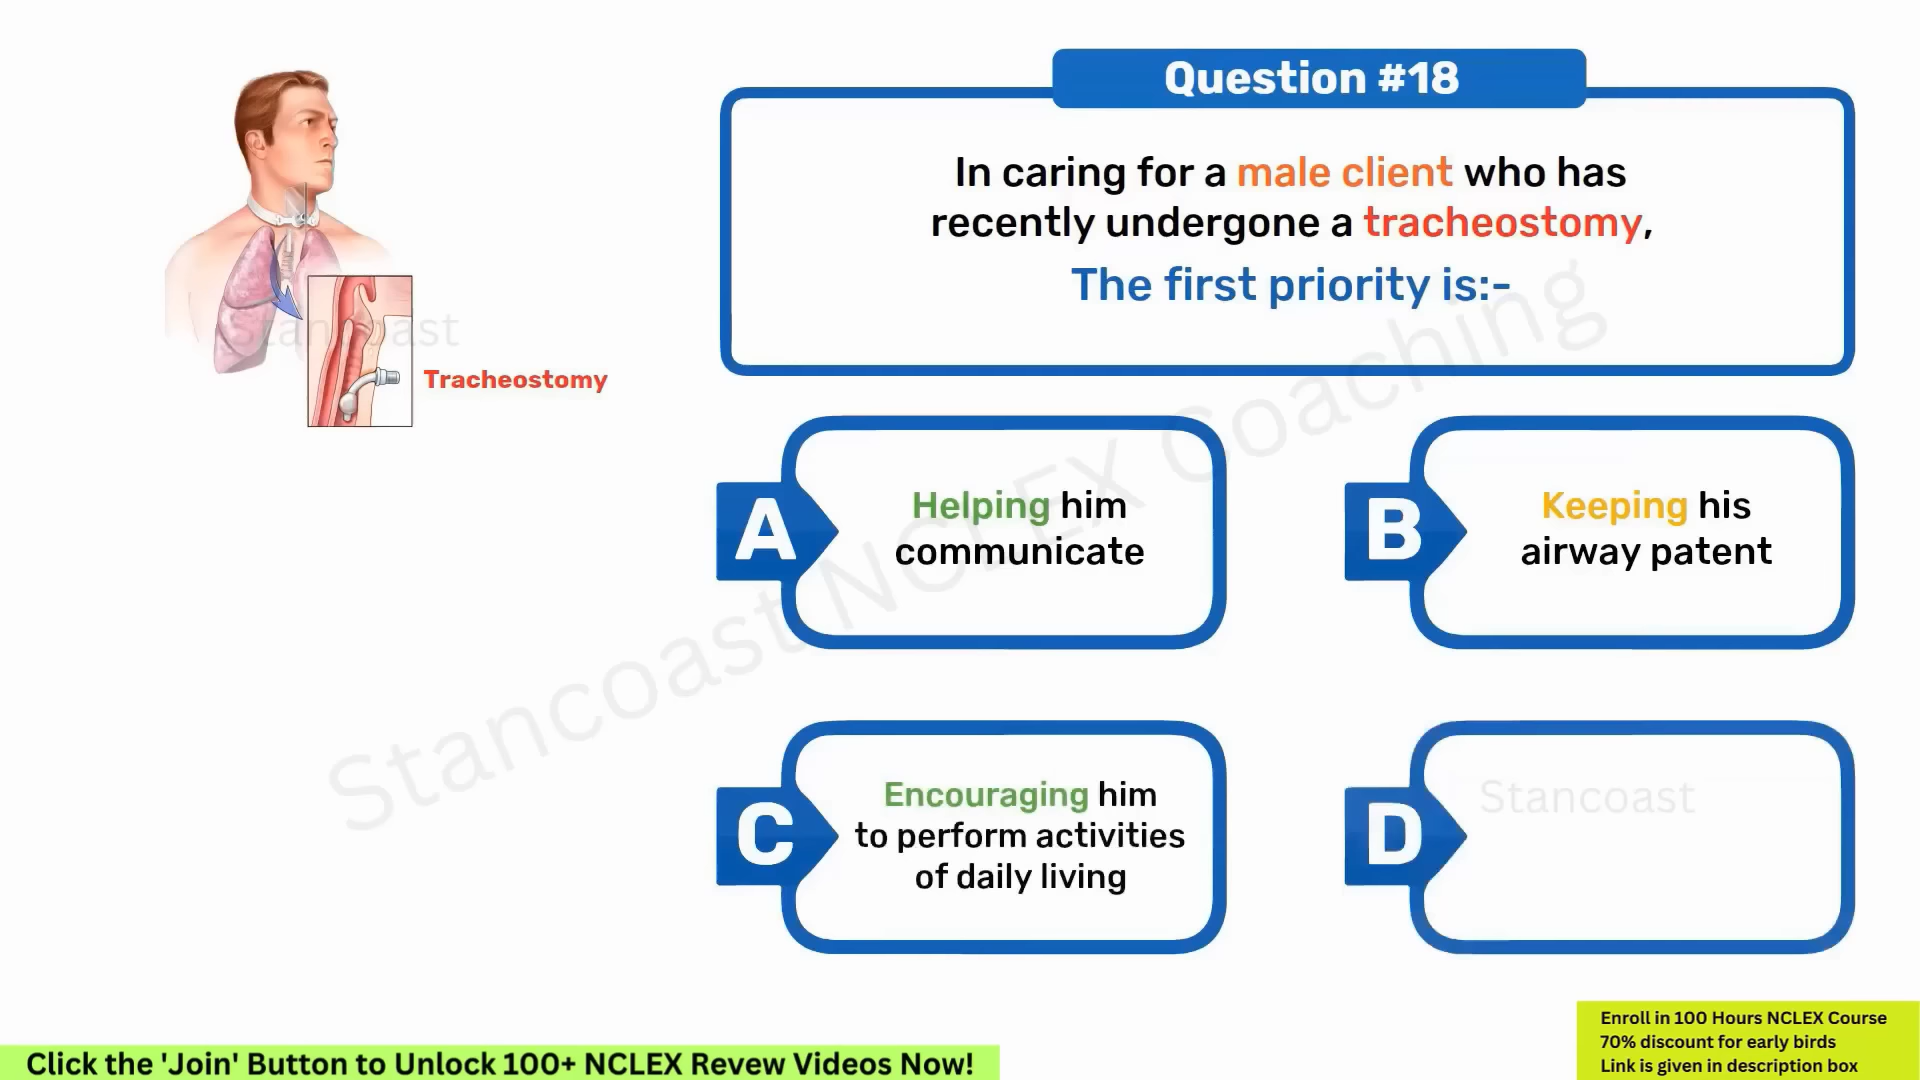 Question #18
In caring for a male client who has
recently undergone a tracheostomy,
The first priority is:-
Stancoast
Tracheostomy
A
Helping him
communicate
B
Keeping his
airway patent
C
Encouraging him
to perform activities
of daily living
D
Stancoast
Stancoast NCLEX Coaching
Enroll in 100 Hours NCLEX Course
70% discount for early birds
Link is given in description box
Click the 'Join' Button to Unlock 100+ NCLEX Revew Videos Now!